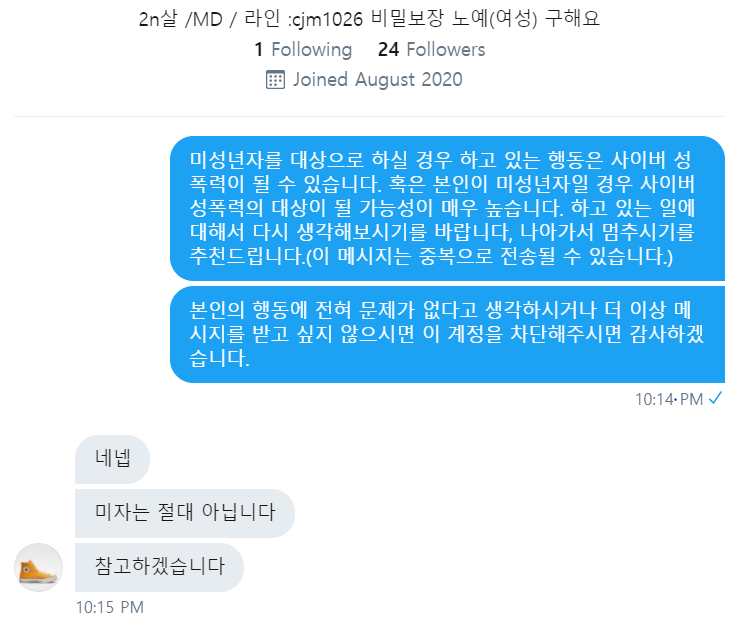 2n살 /MD / 라인 :cjm1026 비밀보장 노예(여성) 구해요
1 Following 24 Followers
Joined August 2020
미성년자를 대상으로 하실 경우 하고 있는 행동은 사이버 성
폭력이 될 수 있습니다. 혹은 본인이 미성년자일 경우 사이버
성폭력의 대상이 될 가능성이 매우 높습니다. 하고 있는 일에
대해서 다시 생각해보시기를 바랍니다, 나아가서 멈추시기를
추천드립니다.(이 메시지는 중복으로 전송될 수 있습니다.)
본인의 행동에 전혀 문제가 없다고 생각하시거나 더 이상 메
시지를 받고 싶지 않으시면 이 계정을 차단해주시면 감사하겠
습니다.
10:14·PM
네넵
미자는 절대 아닙니다
참고하겠습니다
10:15 PM